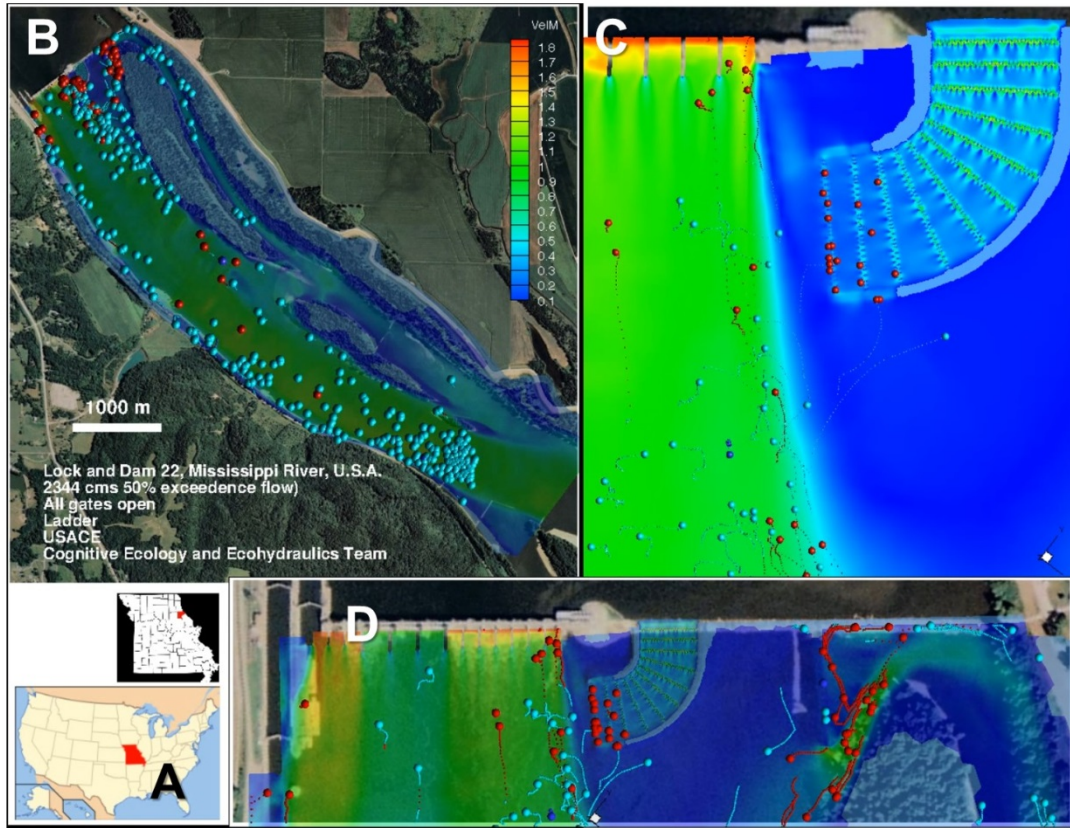 B
VelM
1.8
1.7
1.6
1.5
1.4
1.3
1.2
1.1
1
0.9
0.8
0.7
0.6
0.5
0.4
0.3
0.2
0.1
1000 m
Lock and Dam 22, Mississippi River, U.S.A.
2344 cms 50% exceedence flow)
All gates open
Ladder
USACE
Cognitive Ecology and Ecohydraulics Team
C
D
A